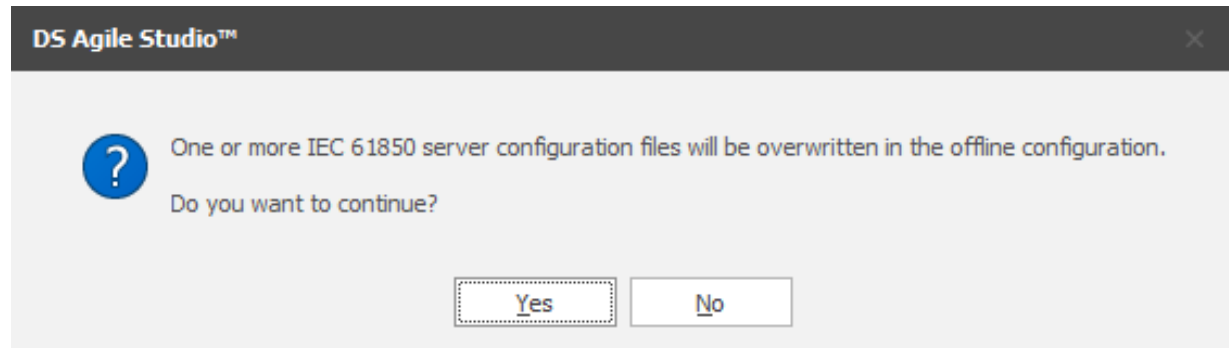 DS Agile Studio™
One or more IEC 61850 server configuration files will be overwritten in the offline configuration.
Do you want to continue?
Yes
No